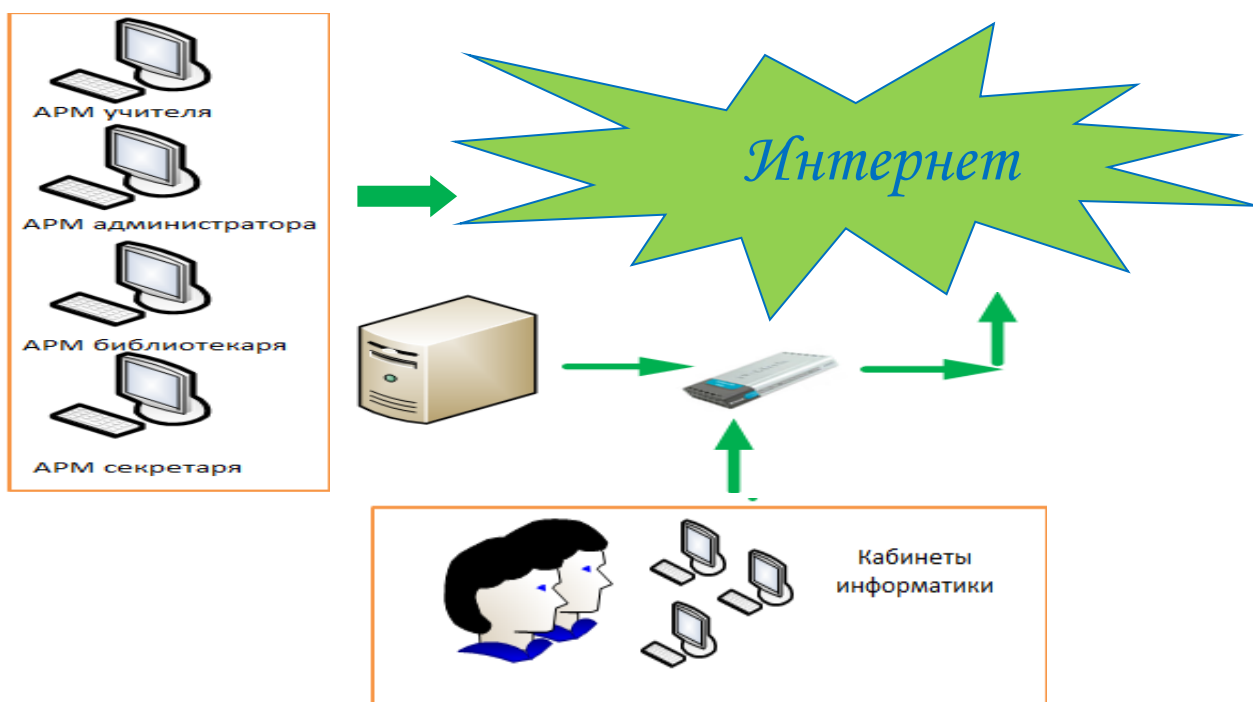 АРМ учителя
АРМ администратора
АРМ библиотекаря
АРМ секретаря
Интернет
Кабинеты
информатики